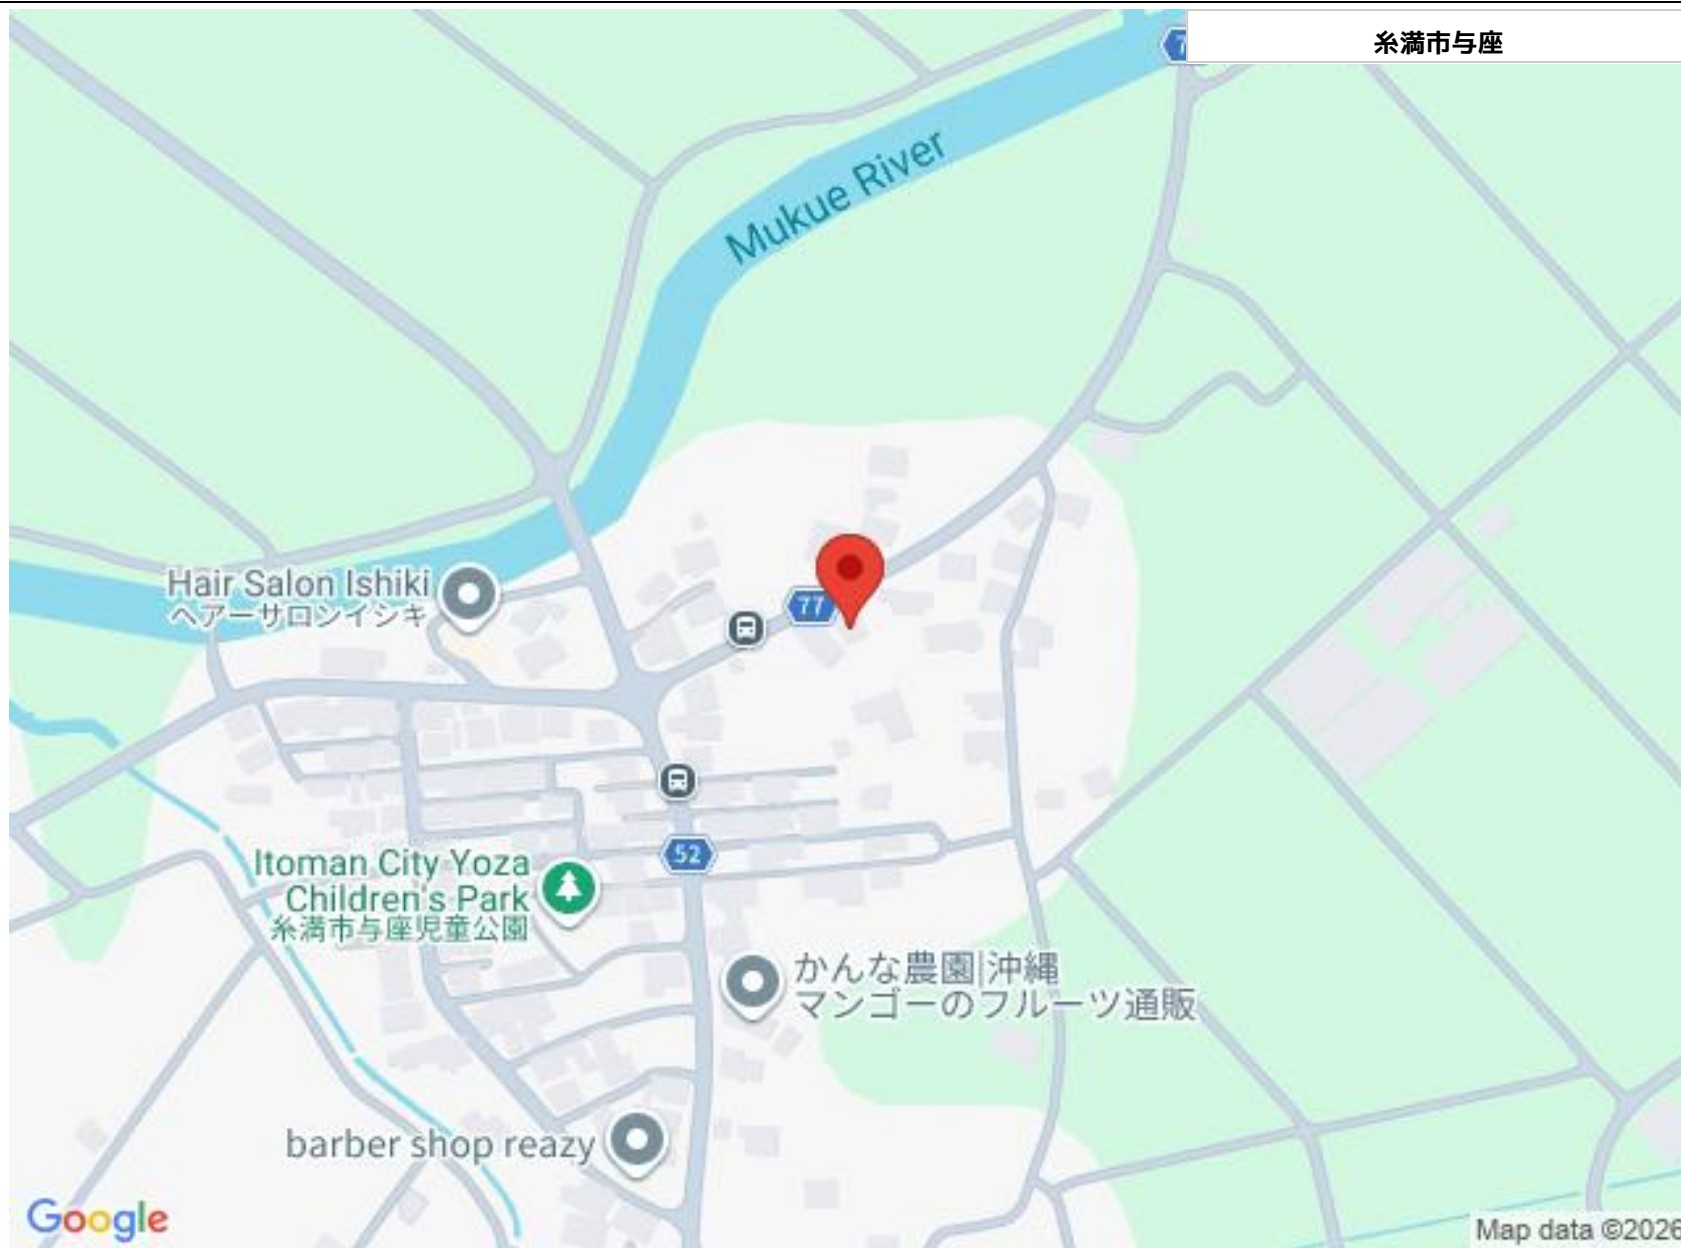 糸満市与座
Mukue River
Hair Salon Ishiki
ヘアーサロンイシキ
77
52
Itoman City Yoza
Children's Park
糸満市与座児童公園
かんな農園|沖縄
マンゴーのフルーツ通販
barber shop reazy
Google
Map data ©2026